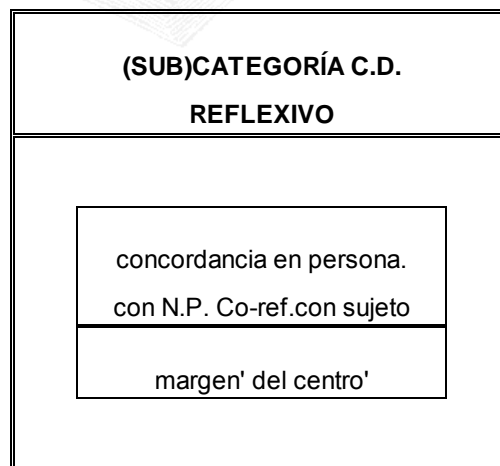 (SUB)CATEGORÍA C.D.
REFLEXIVO
concordancia en persona.
con N.P. Co-ref.con sujeto
margen' del centro'